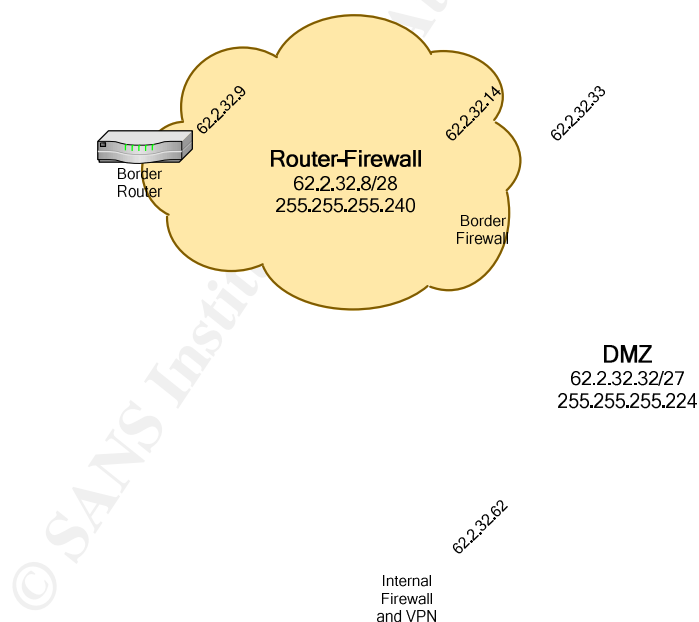 62.2.32.9
62.2.32.14
62.2.32.33
Border
Router
Router-Firewall
62.2.32.8/28
255.255.255.240
Border
Firewall
DMZ
62.2.32.32/27
255.255.255.224
62.2.32.62
Internal
Firewall
and VPN
© SANS Instit